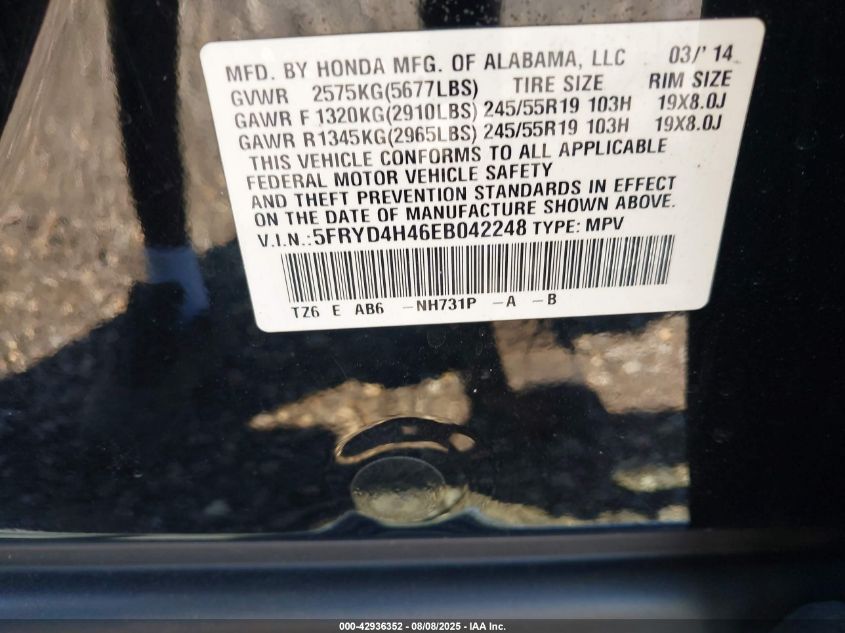 MFD. BY HONDA MFG. OF ALABAMA, LLC 03/'14
GVWR 2575KG(5677LBS) TIRE SIZE RIM SIZE
GAWR F 1320KG(2910LBS) 245/55R19 103H 19X8.0J
GAWR R1345KG(2965LBS) 245/55R19 103H 19X8.0J
THIS VEHICLE CONFORMS TO ALL APPLICABLE
FEDERAL MOTOR VEHICLE SAFETY
AND THEFT PREVENTION STANDARDS IN EFFECT
ON THE DATE OF MANUFACTURE SHOWN ABOVE.
V.I.N.:5FRYD4H46EB042248 TYPE: MPV
TZ6 E AB6 -NH731P -A -B
000-42936352 - 08/08/2025 - IAA Inc.